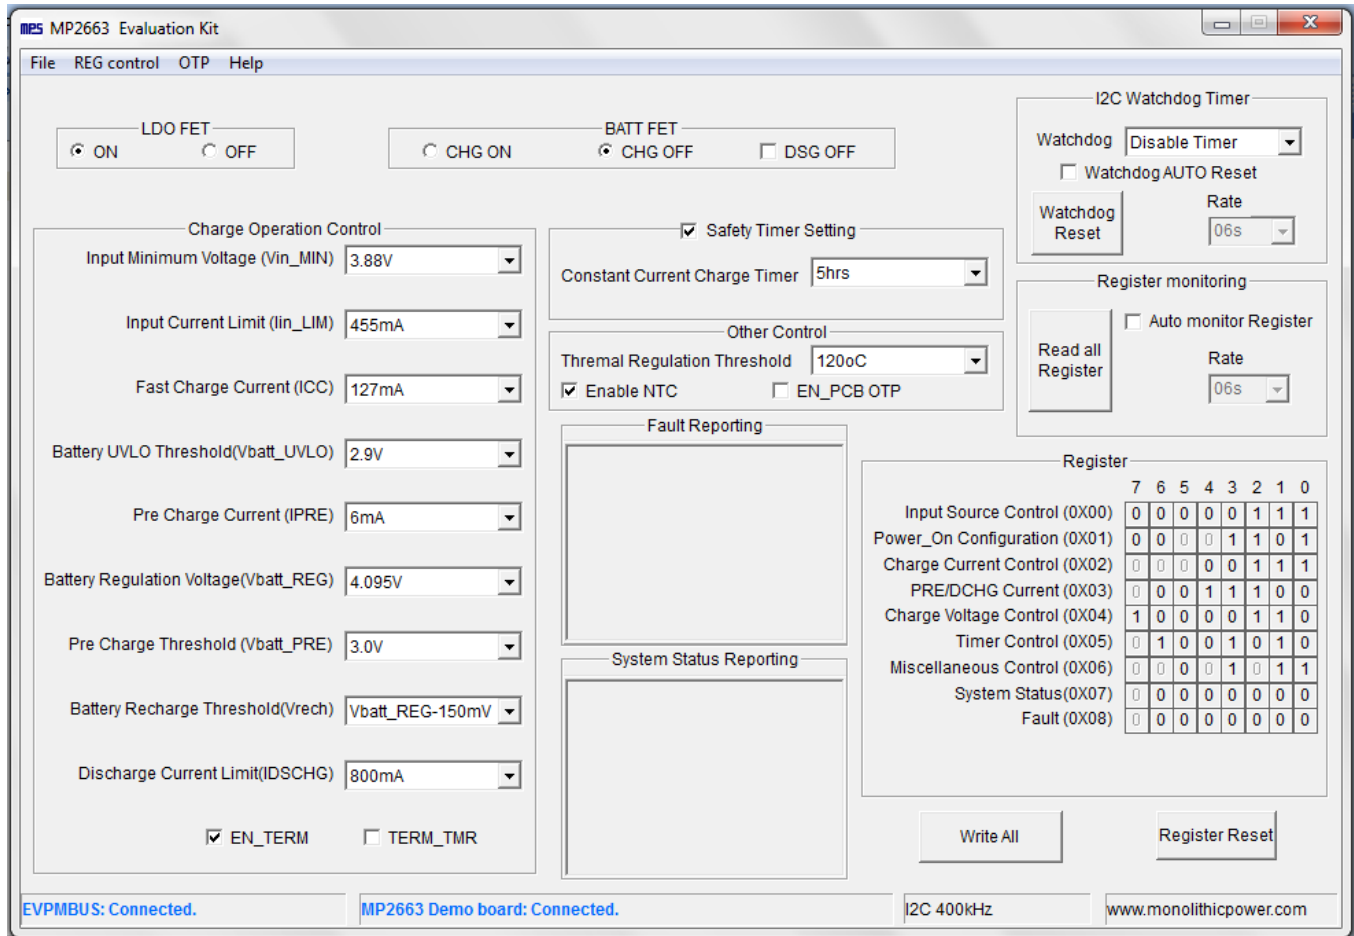 mps MP2663 Evaluation Kit
File REG control OTP Help
LDO FET
ON OFF
BATT FET
CHG ON CHG OFF DSG OFF
I2C Watchdog Timer
Watchdog Disable Timer
Watchdog AUTO Reset
Watchdog
Reset
Rate
06s
Charge Operation Control
Input Minimum Voltage (Vin_MIN) 3.88V
Input Current Limit (Iin_LIM) 455mA
Fast Charge Current (ICC) 127mA
Battery UVLO Threshold(Vbatt_UVLO) 2.9V
Pre Charge Current (IPRE) 6mA
Battery Regulation Voltage(Vbatt_REG) 4.095V
Pre Charge Threshold (Vbatt_PRE) 3.0V
Battery Recharge Threshold(Vrech) Vbatt_REG-150mV
Discharge Current Limit(IDSCHG) 800mA
EN_TERM TERM_TMR
Safety Timer Setting
Constant Current Charge Timer 5hrs
Other Control
Thremal Regulation Threshold 120oC
Enable NTC EN_PCB OTP
Fault Reporting
System Status Reporting
Register monitoring
Read all
Register
Auto monitor Register
Rate
06s
Register
7 6 5 4 3 2 1 0
Input Source Control (0X00) 0 0 0 0 0 1 1 1
Power_On Configuration (0X01) 0 0 0 0 1 1 0 1
Charge Current Control (0X02) 0 0 0 0 0 1 1 1
PRE/DCHG Current (0X03) 0 0 0 1 1 1 0 0
Charge Voltage Control (0X04) 1 0 0 0 0 1 1 0
Timer Control (0X05) 0 1 0 0 1 0 1 0
Miscellaneous Control (0X06) 0 0 0 0 1 0 1 1
System Status(0X07) 0 0 0 0 0 0 0 0
Fault (0X08) 0 0 0 0 0 0 0 0
Write All Register Reset
EVPMBUS: Connected. MP2663 Demo board: Connected. I2C 400kHz www.monolithicpower.com